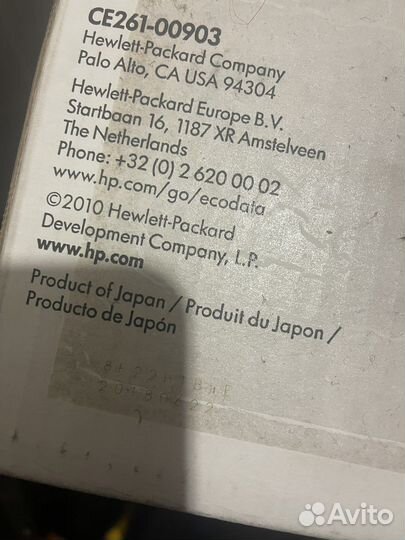 CE261-00903
Hewlett-Packard Company
Palo Alto, CA USA 94304
Hewlett-Packard Europe B.V.
Startbaan 16, 1187 XR Amstelveen
The Netherlands
Phone: +32 (0) 2 620 00 02
www.hp.com/go/ecodata
©2010 Hewlett-Packard
Development Company, L.P.
www.hp.com
Product of Japan / Produit du Japon /
Producto de Japón
Avito